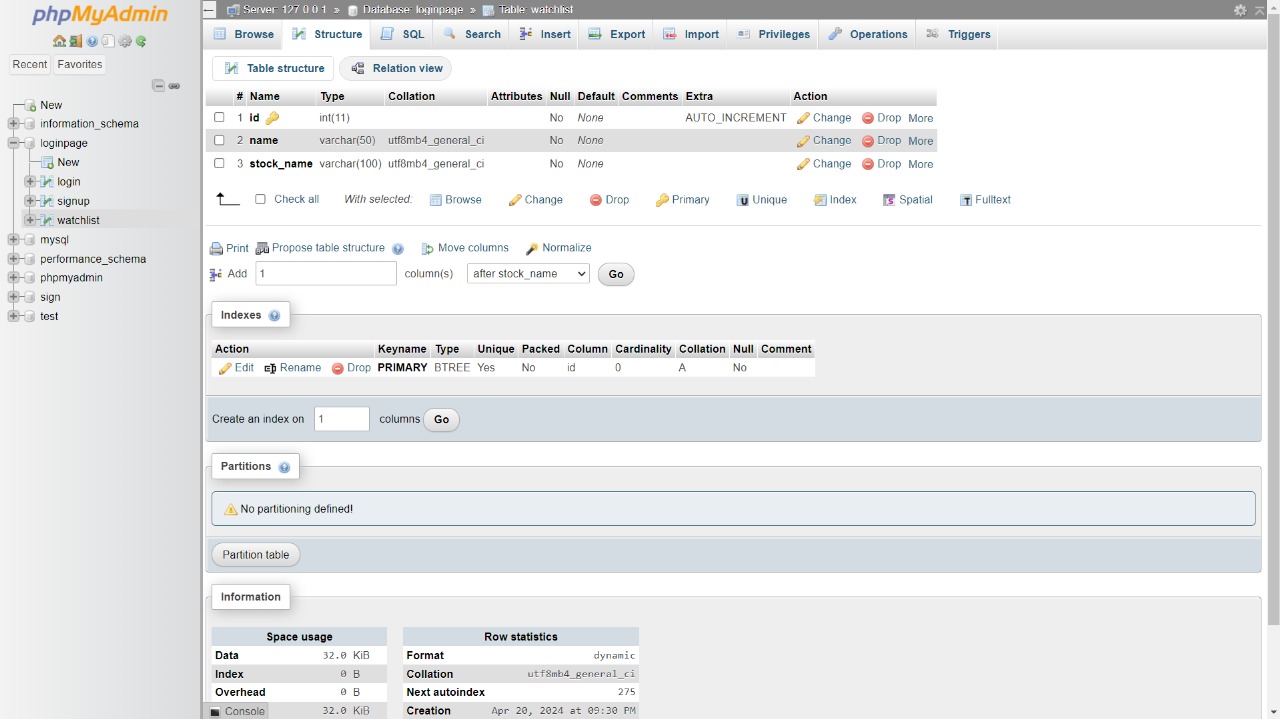 phpMyAdmin
Recent Favorites
New
information_schema
loginpage
New
login
signup
watchlist
mysql
performance_schema
phpmyadmin
sign
test
Server: 127.0.0.1 » Database: loginpage » Table: watchlist
Browse Structure SQL Search Insert Export Import Privileges Operations Triggers
Table structure Relation view
# Name Type Collation Attributes Null Default Comments Extra Action
1 id int(11) No None AUTO_INCREMENT Change Drop More
2 name varchar(50) utf8mb4_general_ci No None Change Drop More
3 stock_name varchar(100) utf8mb4_general_ci No None Change Drop More
Check all With selected: Browse Change Drop Primary Unique Index Spatial Fulltext
Print Propose table structure Move columns Normalize
Add 1 column(s) after stock_name Go
Indexes
Action Keyname Type Unique Packed Column Cardinality Collation Null Comment
Edit Rename Drop PRIMARY BTREE Yes No id 0 A No
Create an index on 1 columns Go
Partitions
No partitioning defined!
Partition table
Information
Space usage
Data 32.0 KiB
Index 0 B
Overhead 0 B
32.0 KiB
Row statistics
Format dynamic
Collation utf8mb4_general_ci
Next autoindex 275
Creation Apr 20, 2024 at 09:30 PM
Console